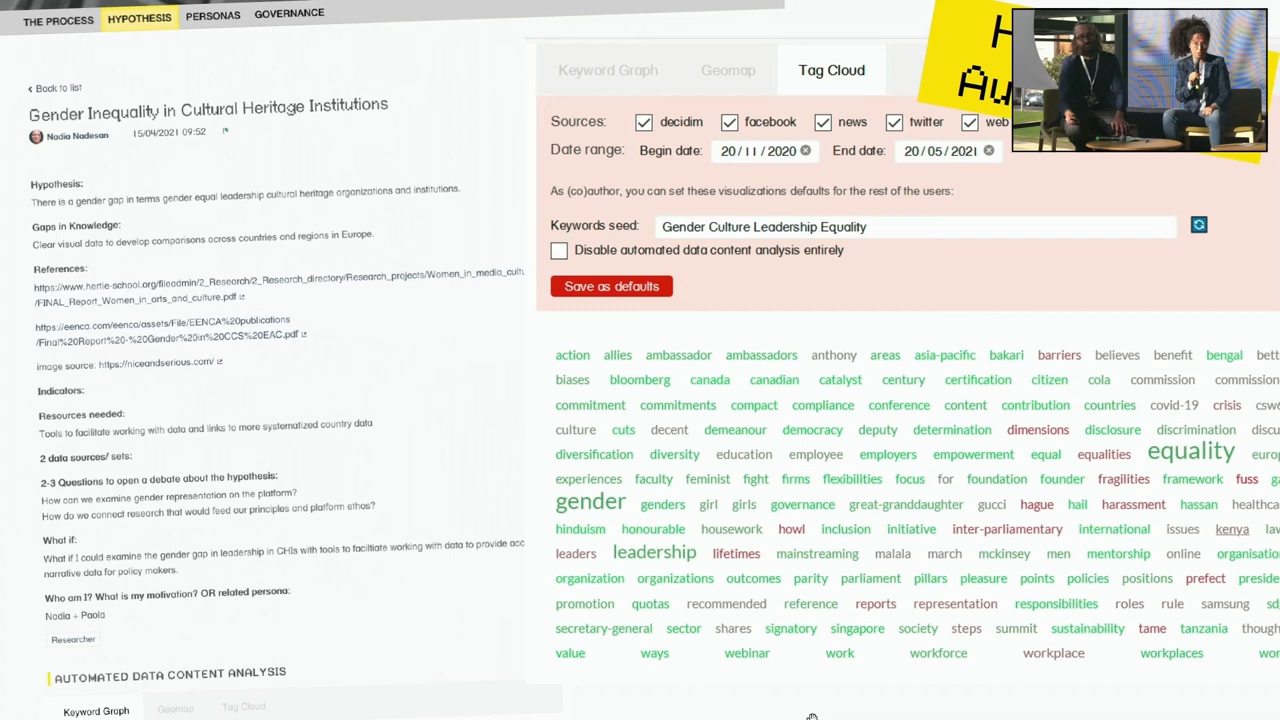 THE PROCESS HYPOTHESIS PERSONAS GOVERNANCE
Back to list
Gender Inequality in Cultural Heritage Institutions
Nadia Nadesan 15/04/2021 09:52
Hypothesis:
There is a gender gap in terms gender equal leadership cultural heritage organizations and institutions.
Gaps in Knowledge:
Clear visual data to develop comparisons across countries and regions in Europe.
References:
https://www.hertie-school.org/fileadmin/2_Research/2_Research_directory/Research_projects/Women_in_media_cultu
/FINAL_Report_Women_in_arts_and_culture.pdf
https://eenca.com/eenca/assets/File/EENCA%20publications
/Final%20Report%20-%20Gender%20in%20CCS%20EAC.pdf
image source: https://niceandserious.com/
Indicators:
Resources needed:
Tools to facilitate working with data and links to more systematized country data
2 data sources/ sets:
2-3 Questions to open a debate about the hypothesis:
How can we examine gender representation on the platform?
How do we connect research that would feed our principles and platform ethos?
What if:
What if I could examine the gender gap in leadership in CHIs with tools to faciltiate working with data to provide acc
narrative data for policy makers.
Who am I? What is my motivation? OR related persona:
Nadia + Paola
Researcher
AUTOMATED DATA CONTENT ANALYSIS
Keyword Graph Geomap Tag Cloud
Keyword Graph Geomap Tag Cloud
H
Au
Sources: decidim facebook news twitter web
Date range: Begin date: 20/11/2020 End date: 20/05/2021
As (co)author, you can set these visualizations defaults for the rest of the users:
Keywords seed: Gender Culture Leadership Equality
Disable automated data content analysis entirely
Save as defaults
action allies ambassador ambassadors anthony areas asia-pacific bakari barriers believes benefit bengal bett
biases bloomberg canada canadian catalyst century certification citizen cola commission commission
commitment commitments compact compliance conference content contribution countries covid-19 crisis csw6
culture cuts decent demeanour democracy deputy determination dimensions disclosure discrimination discu
diversification diversity education employee employers empowerment equal equalities equality europ
experiences faculty feminist fight firms flexibilities focus for foundation founder fragilities framework fuss ga
gender genders girl girls governance great-granddaughter gucci hague hail harassment hassan healthca
hinduism honourable housework howl inclusion initiative inter-parliamentary international issues kenya law
leaders leadership lifetimes mainstreaming malala march mckinsey men mentorship online organisatio
organization organizations outcomes parity parliament pillars pleasure points policies positions prefect preside
promotion quotas recommended reference reports representation responsibilities roles rule samsung sd
secretary-general sector shares signatory singapore society steps summit sustainability tame tanzania though
value ways webinar work workforce workplace workplaces wor